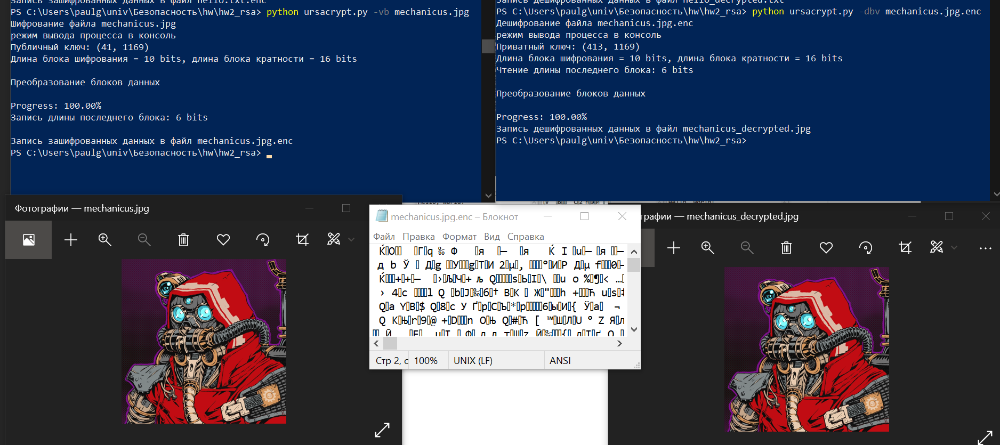 Запись зашифрованных данных в файл hello.txt.enc
PS C:\Users\paulg\univ\Безопасность\hw\hw2_rsa> python ursacrypt.py -vb mechanicus.jpg
Шифрование файла mechanicus.jpg
режим вывода процесса в консоль
Публичный ключ: (41, 1169)
Длина блока шифрования = 10 bits, длина блока кратности = 16 bits
Преобразование блоков данных
Progress: 100.00%
Запись длины последнего блока: 6 bits
Запись зашифрованных данных в файл mechanicus.jpg.enc
PS C:\Users\paulg\univ\Безопасность\hw\hw2_rsa>
Запись дешифрованных данных в файл hello_decrypted.txt
PS C:\Users\paulg\univ\Безопасность\hw\hw2_rsa> python ursacrypt.py -dbv mechanicus.jpg.enc
Дешифрование файла mechanicus.jpg.enc
режим вывода процесса в консоль
Приватный ключ: (413, 1169)
Длина блока шифрования = 10 bits, длина блока кратности = 16 bits
Чтение длины последнего блока: 6 bits
Преобразование блоков данных
Progress: 100.00%
Запись дешифрованных данных в файл mechanicus_decrypted.jpg
PS C:\Users\paulg\univ\Безопасность\hw\hw2_rsa>
Фотографии — mechanicus.jpg
mechanicus.jpg.enc – Блокнот
Файл Правка Формат Вид Справка
Стр 2, с 100% UNIX (LF) ANSI
графии — mechanicus_decrypted.jpg